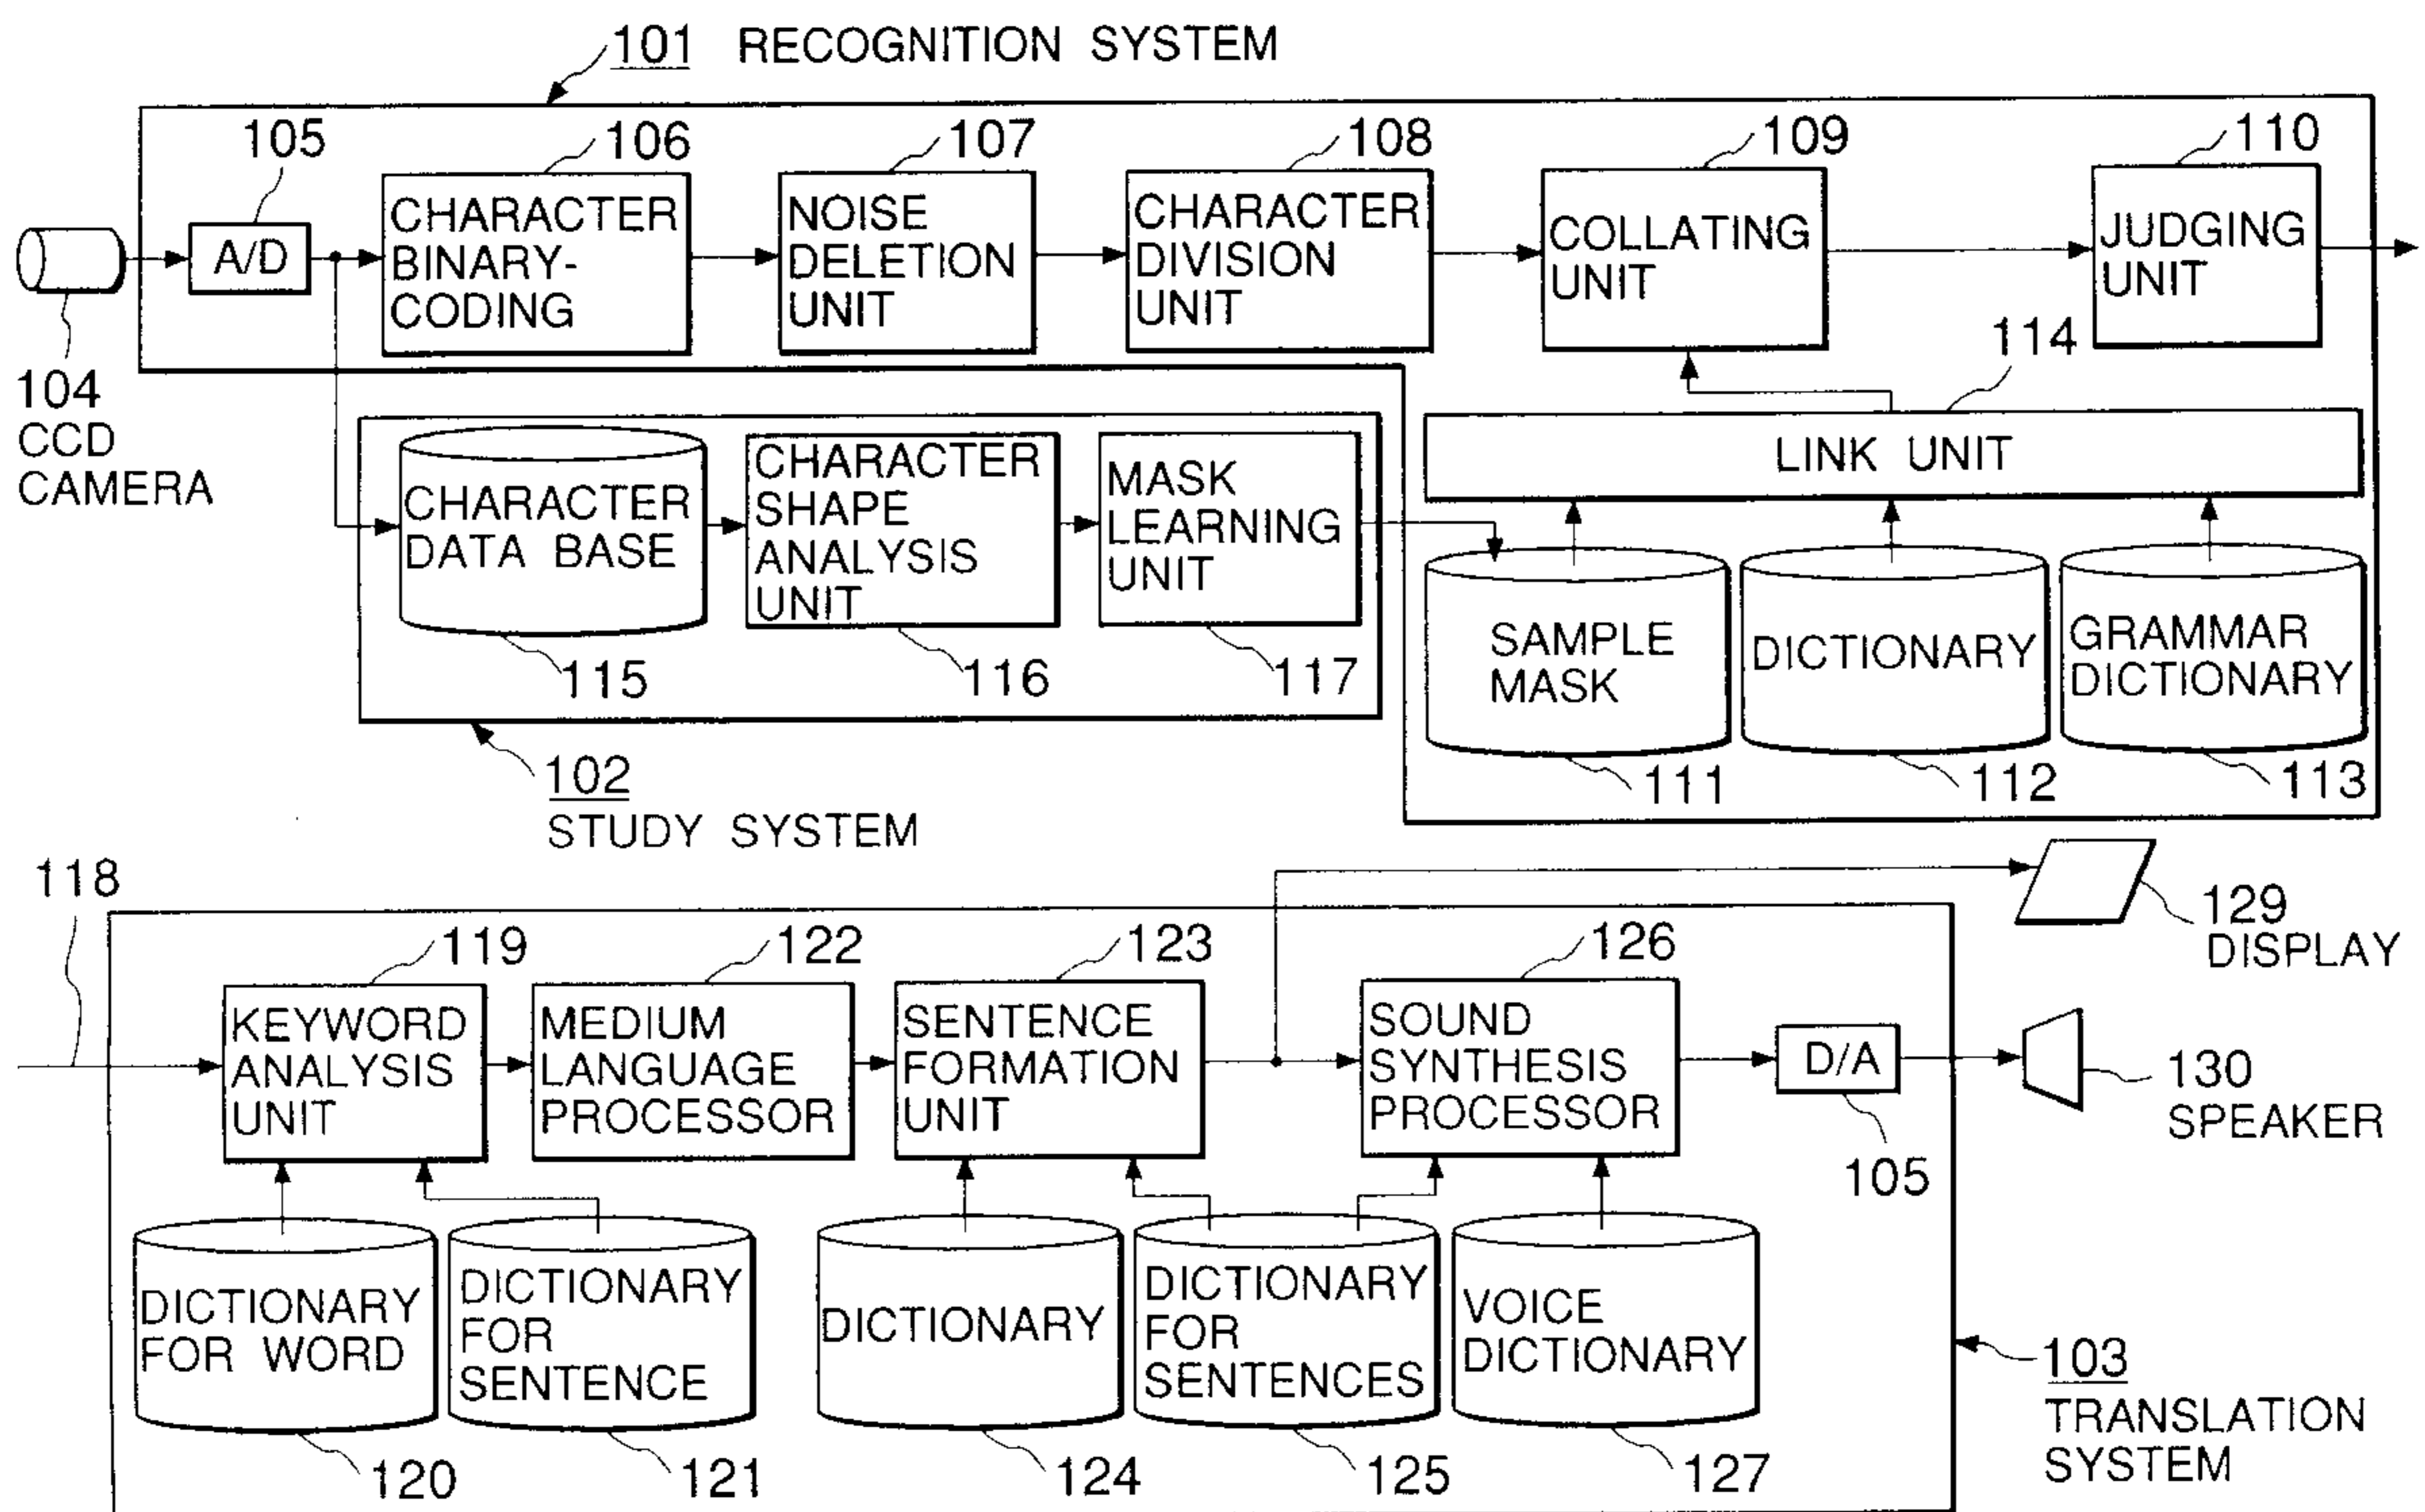 101 RECOGNITION SYSTEM
105
106
107
108
109
110
A/D
CHARACTER
BINARY-
CODING
NOISE
DELETION
UNIT
CHARACTER
DIVISION
UNIT
COLLATING
UNIT
JUDGING
UNIT
104
CCD
CAMERA
114
LINK UNIT
CHARACTER
DATA BASE
CHARACTER
SHAPE
ANALYSIS
UNIT
MASK
LEARNING
UNIT
SAMPLE
MASK
DICTIONARY
GRAMMAR
DICTIONARY
115
116
117
111
112
113
102
STUDY SYSTEM
118
129
DISPLAY
119
122
123
126
KEYWORD
ANALYSIS
UNIT
MEDIUM
LANGUAGE
PROCESSOR
SENTENCE
FORMATION
UNIT
SOUND
SYNTHESIS
PROCESSOR
D/A
105
130
SPEAKER
DICTIONARY
FOR WORD
DICTIONARY
FOR
SENTENCE
DICTIONARY
DICTIONARY
FOR
SENTENCES
VOICE
DICTIONARY
103
TRANSLATION
SYSTEM
120
121
124
125
127